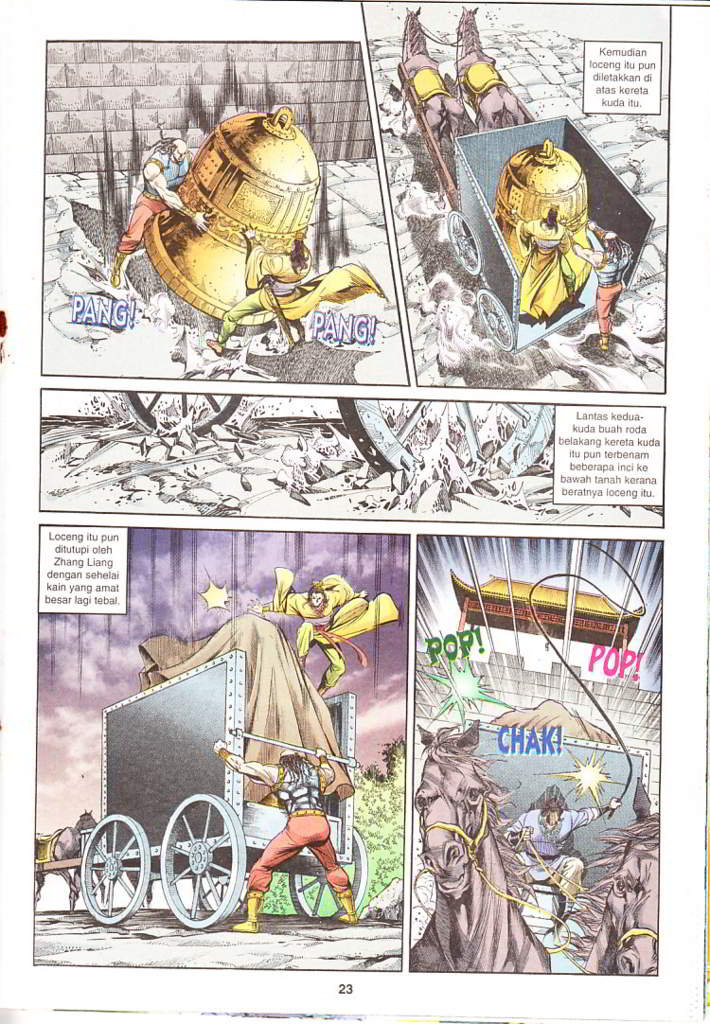 PANG!
PANG!
Kemudian
loceng itu pun
diletakkan di
atas kereta
kuda itu.
Lantas kedua-
kuda buah roda
belakang kereta kuda
itu pun terbenam
beberapa inci ke
bawah tanah kerana
beratnya loceng itu.
Loceng itu pun
ditutupi oleh
Zhang Liang
dengan sehelai
kain yang amat
besar lagi tebal.
POP!
POP!
CHAK!
23